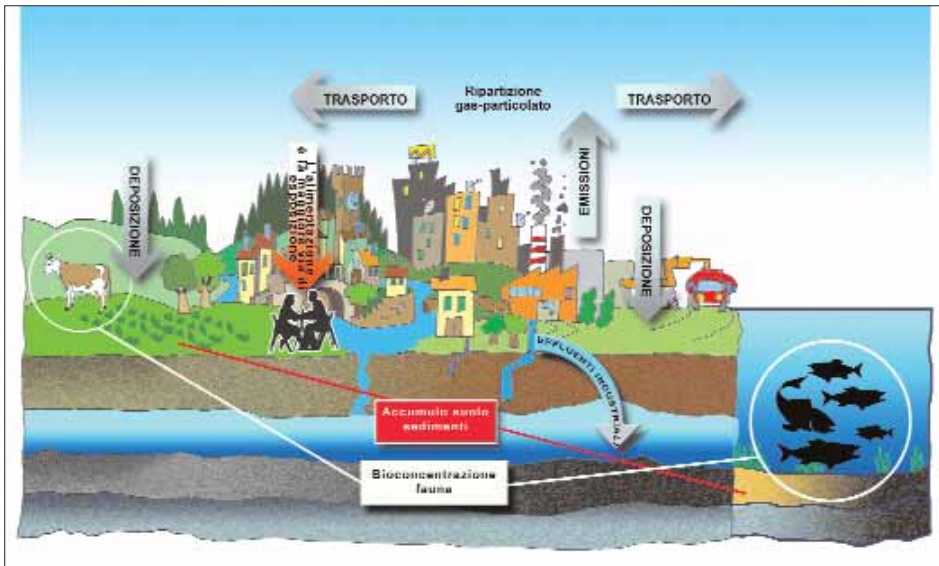 TRASPORTO
Ripartizione
gas-particolato
TRASPORTO
EMISSIONI
DEPOSIZIONE
L'alimentazione
è la maggiore via di
esposizione
DEPOSIZIONE
EFFLUENTI INDUSTRIALI
Accumulo suolo
sedimenti
Bioconcentrazione
fauna